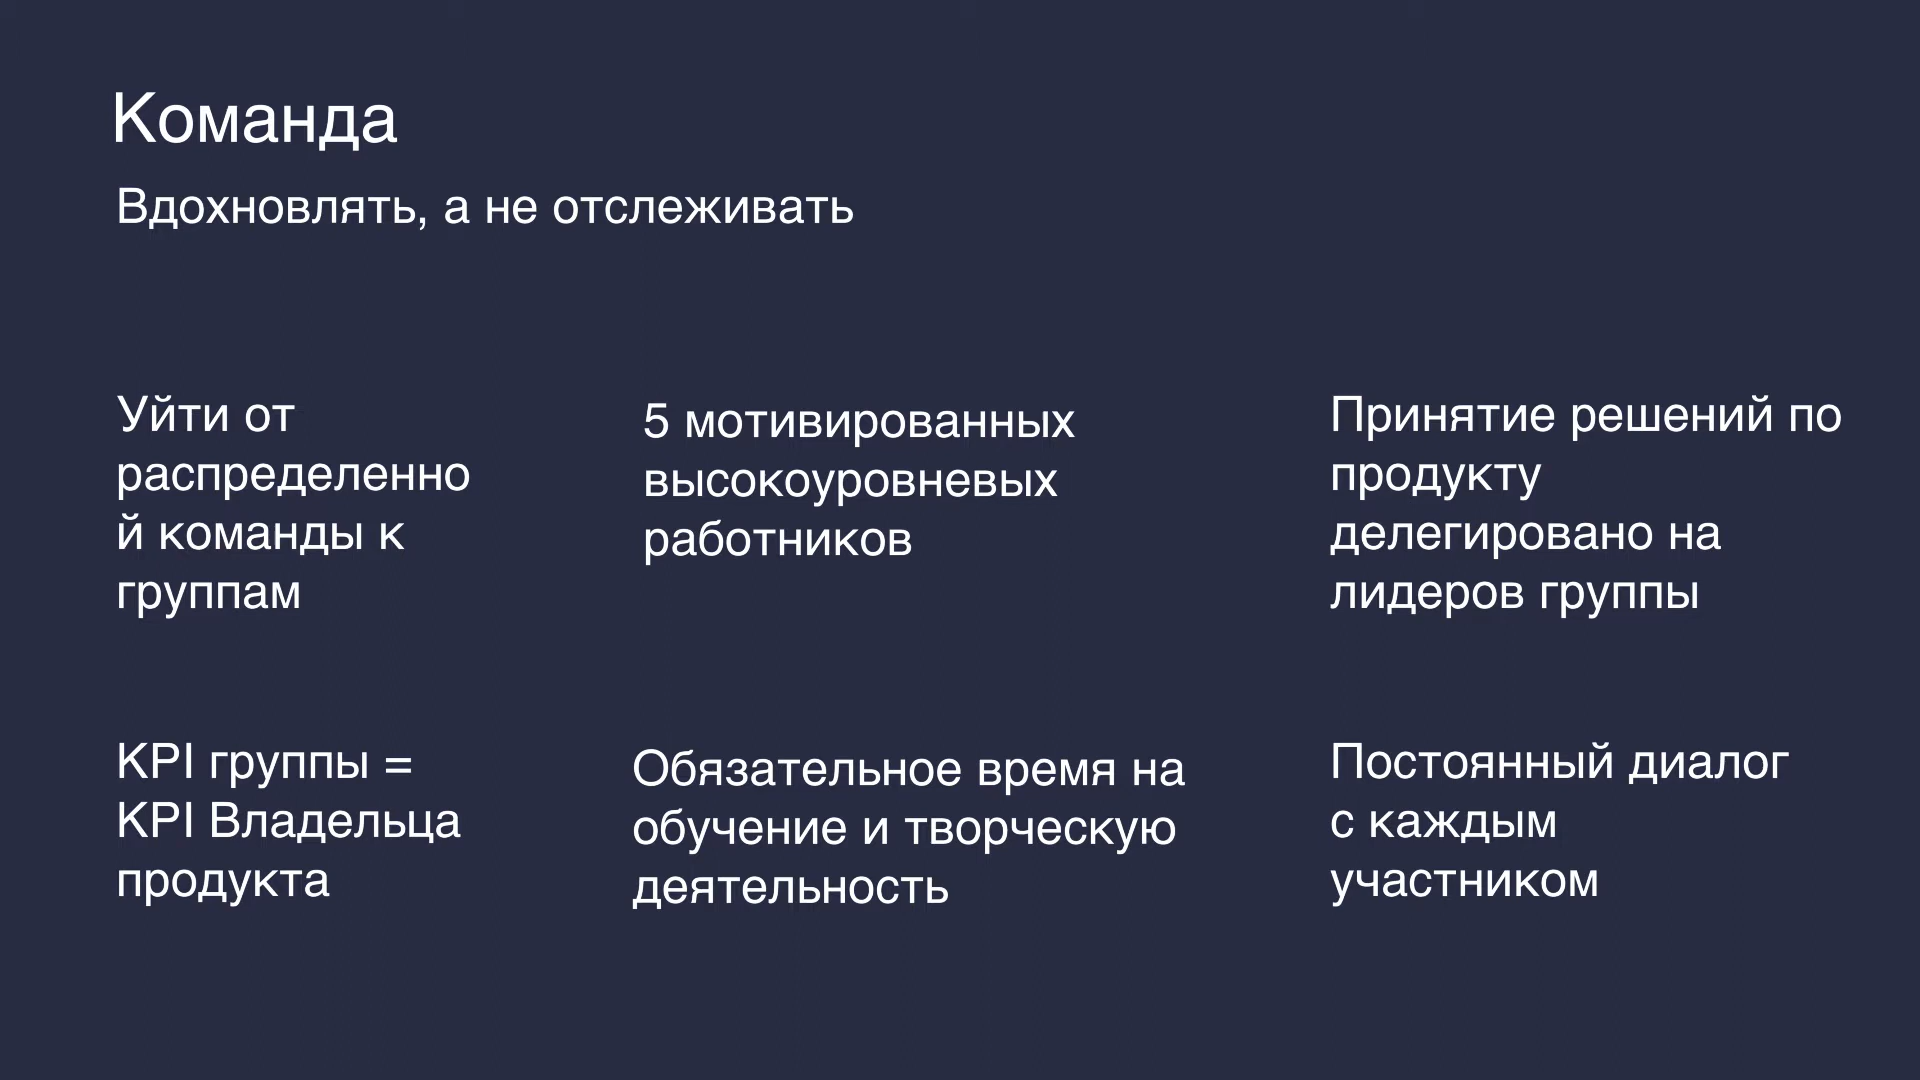 Команда
Вдохновлять, а не отслеживать
Уйти от
распределенно
й команды к
группам
5 мотивированных
высокоуровневых
работников
Принятие решений по
продукту
делегировано на
лидеров группы
KPI группы =
KPI Владельца
продукта
Обязательное время на
обучение и творческую
деятельность
Постоянный диалог
с каждым
участником